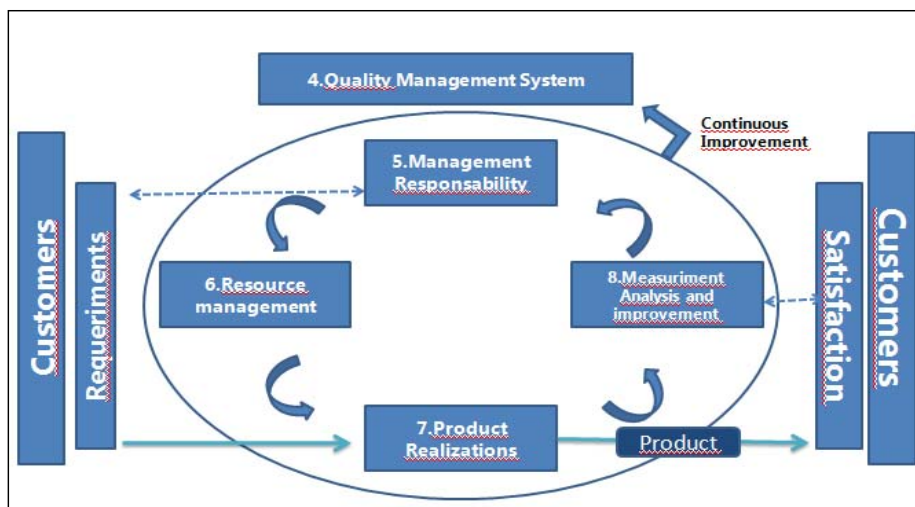 4.Quality Management System
Continuous
Improvement
5.Management
Responsability
Customers
Requeriments
6.Resource
management
8.Measuriment
Analysis and
improvement
Satisfaction
Customers
7.Product
Realizations
Product